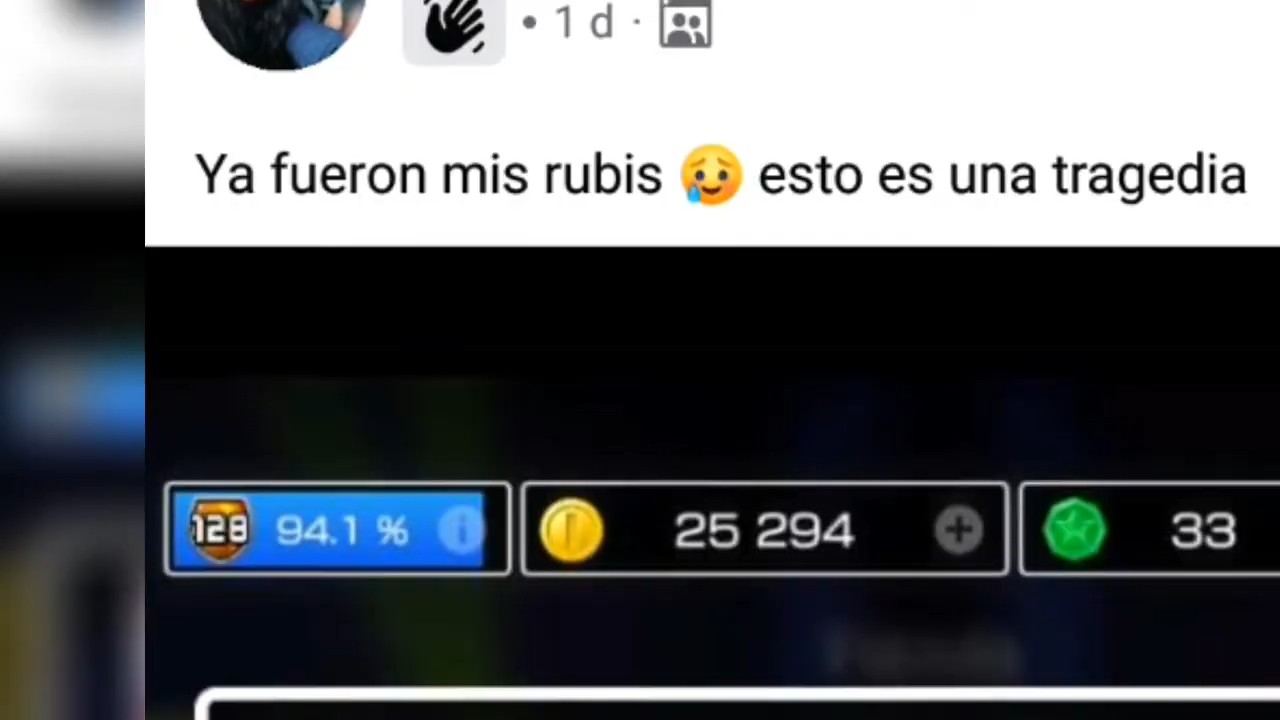 • 1 d ·
Ya fueron mis rubis 🥲 esto es una tragedia
128 94.1 % i 25 294 + 33